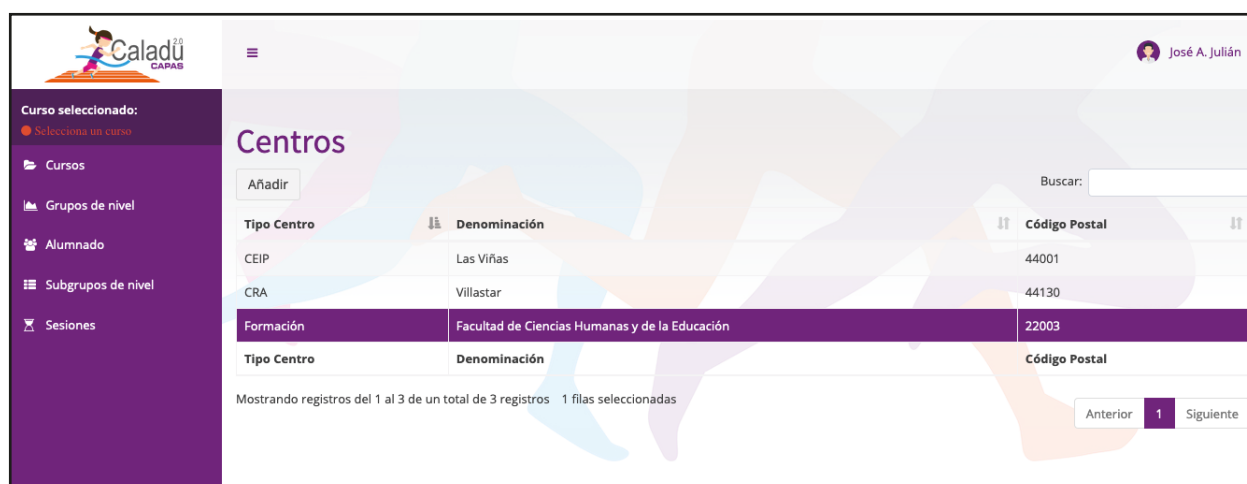 Caladü 2.0
CAPAS
José A. Julián
Curso seleccionado:
Selecciona un curso
Cursos
Grupos de nivel
Alumnado
Subgrupos de nivel
Sesiones
Centros
Añadir
Buscar:
Tipo Centro Denominación Código Postal
CEIP Las Viñas 44001
CRA Villastar 44130
Formación Facultad de Ciencias Humanas y de la Educación 22003
Tipo Centro Denominación Código Postal
Mostrando registros del 1 al 3 de un total de 3 registros 1 filas seleccionadas
Anterior 1 Siguiente